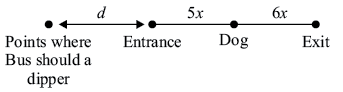 d 5x 6x
Points where Entrance Dog Exit
Bus should a
dipper